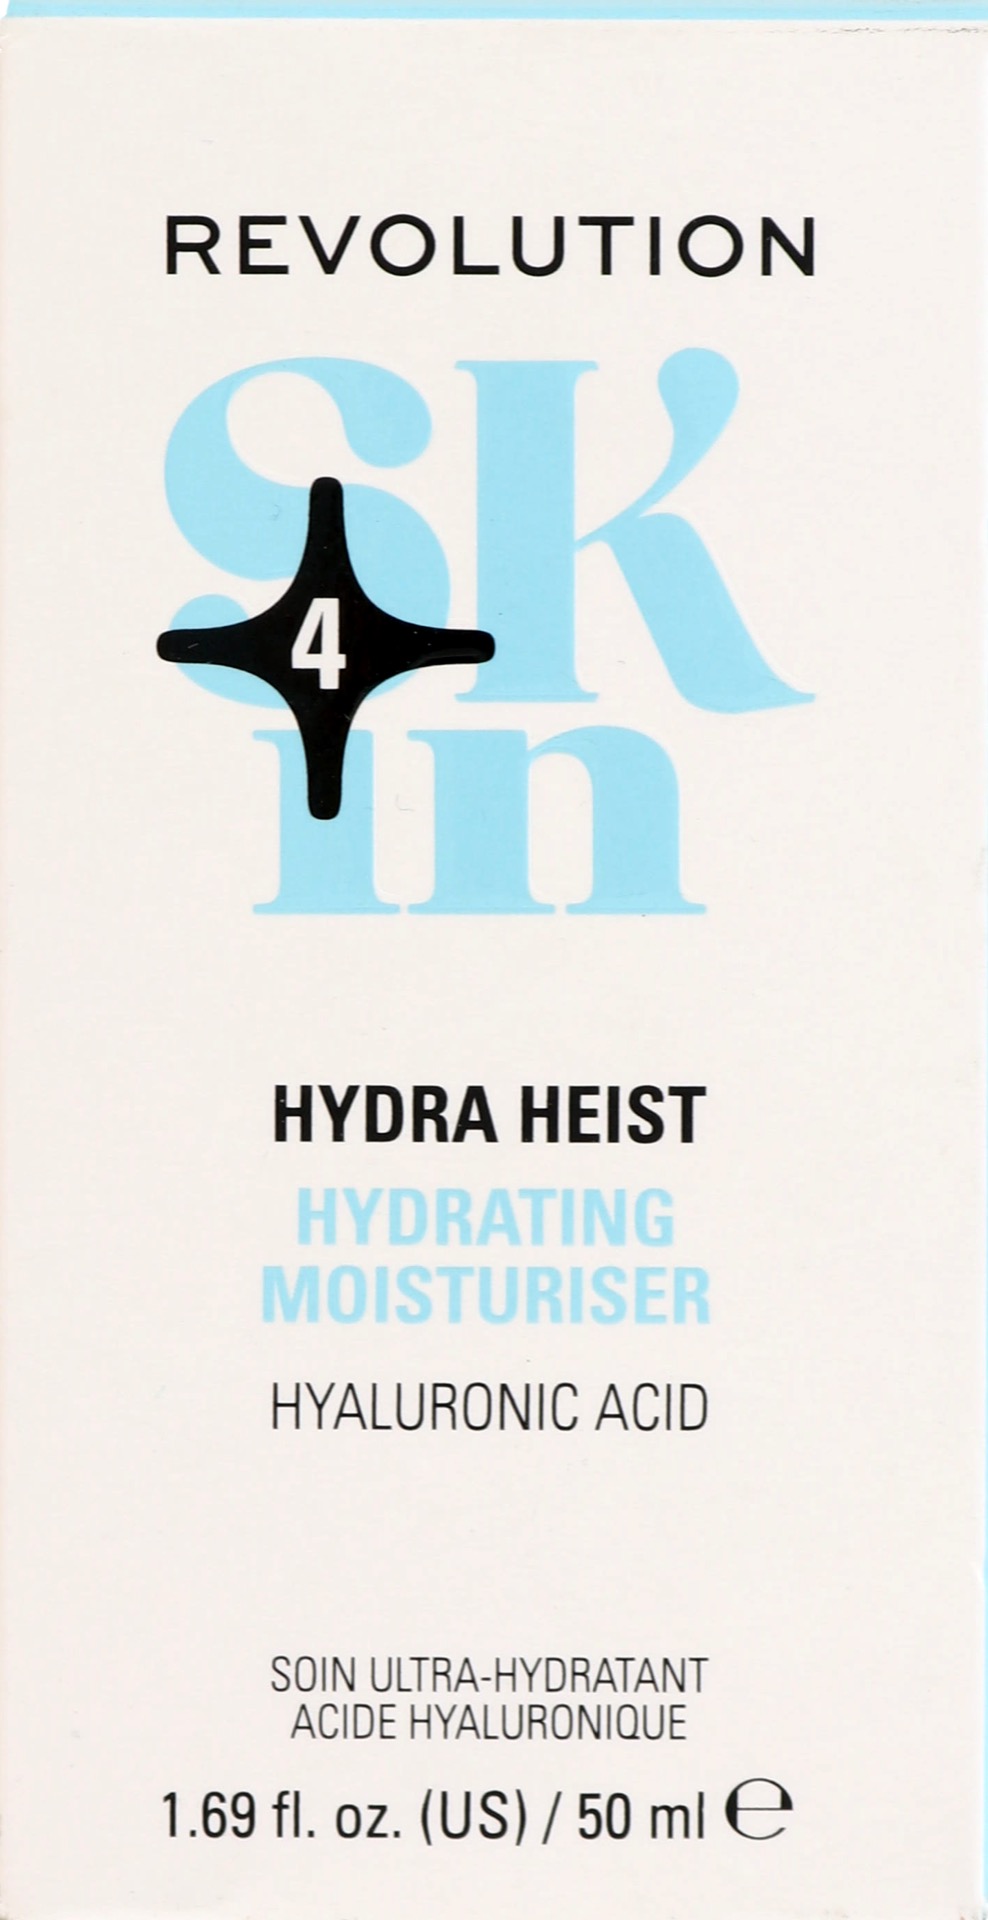 REVOLUTION
SK
4
in
HYDRA HEIST
HYDRATING
MOISTURISER
HYALURONIC ACID
SOIN ULTRA-HYDRATANT
ACIDE HYALURONIQUE
1.69 fl. oz. (US) / 50 ml ℮